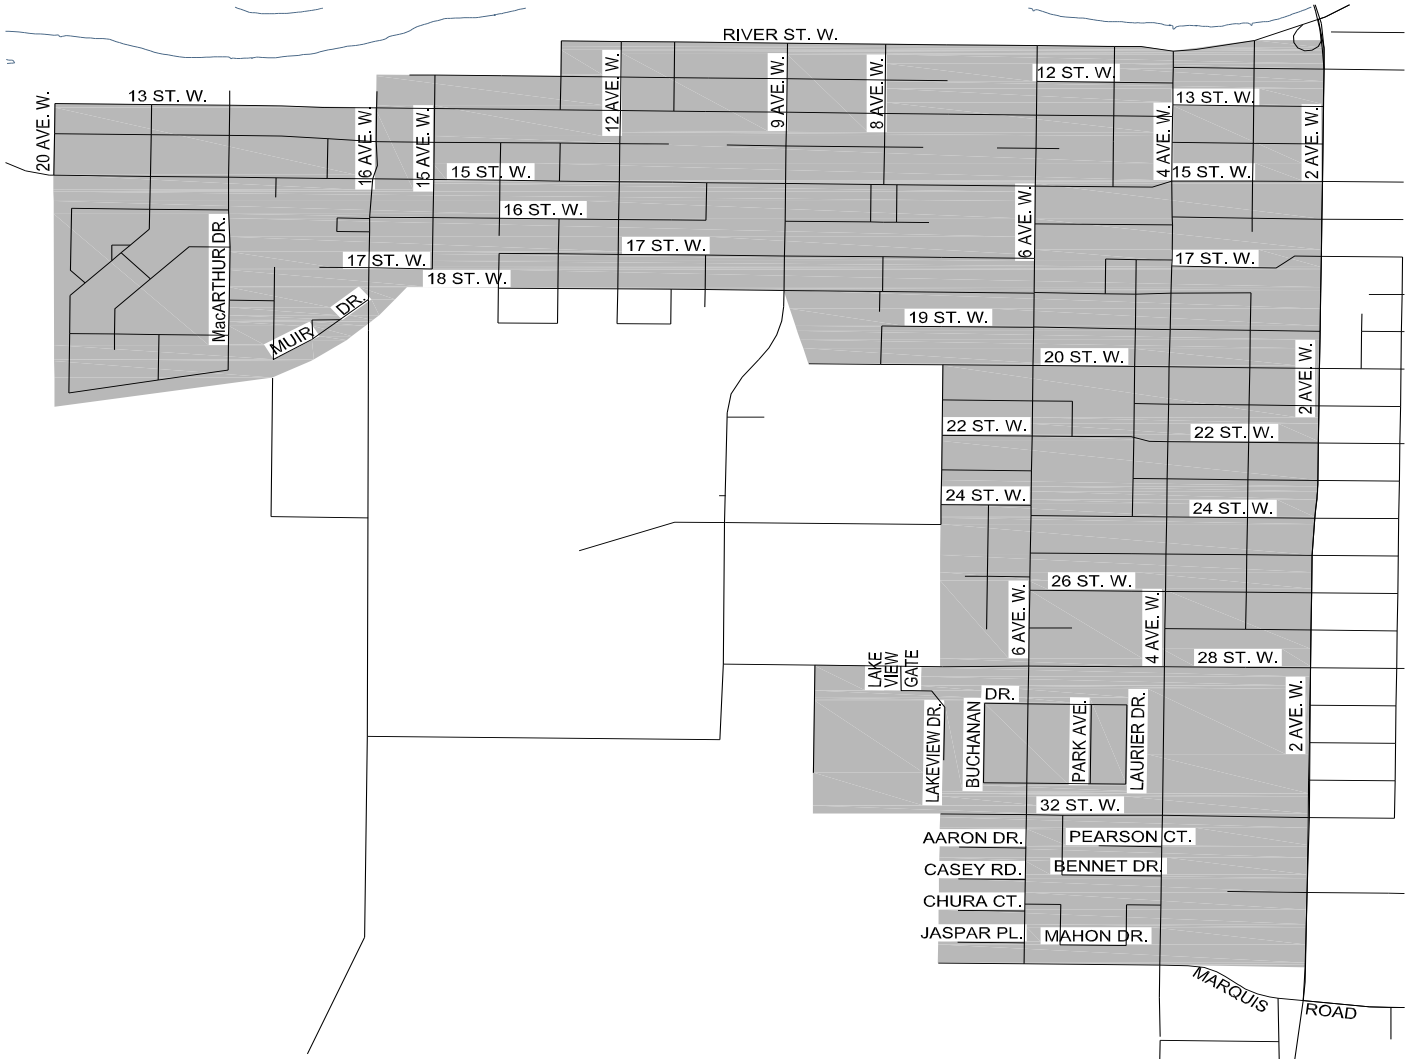 RIVER ST. W.
12 ST. W.
13 ST. W.
13 ST. W.
20 AVE. W.
16 AVE. W.
15 AVE. W.
12 AVE. W.
9 AVE. W.
8 AVE. W.
4 AVE. W.
2 AVE. W.
15 ST. W.
15 ST. W.
16 ST. W.
MacARTHUR DR.
6 AVE. W.
17 ST. W.
17 ST. W.
17 ST. W.
18 ST. W.
MUIR DR.
19 ST. W.
20 ST. W.
2 AVE. W.
22 ST. W.
22 ST. W.
24 ST. W.
24 ST. W.
26 ST. W.
6 AVE. W.
4 AVE. W.
28 ST. W.
LAKE
VIEW
GATE
LAKEVIEW DR.
BUCHANAN
DR.
PARK AVE.
LAURIER DR.
2 AVE. W.
32 ST. W.
AARON DR.
PEARSON CT.
CASEY RD.
BENNET DR.
CHURA CT.
JASPAR PL.
MAHON DR.
MARQUIS
ROAD